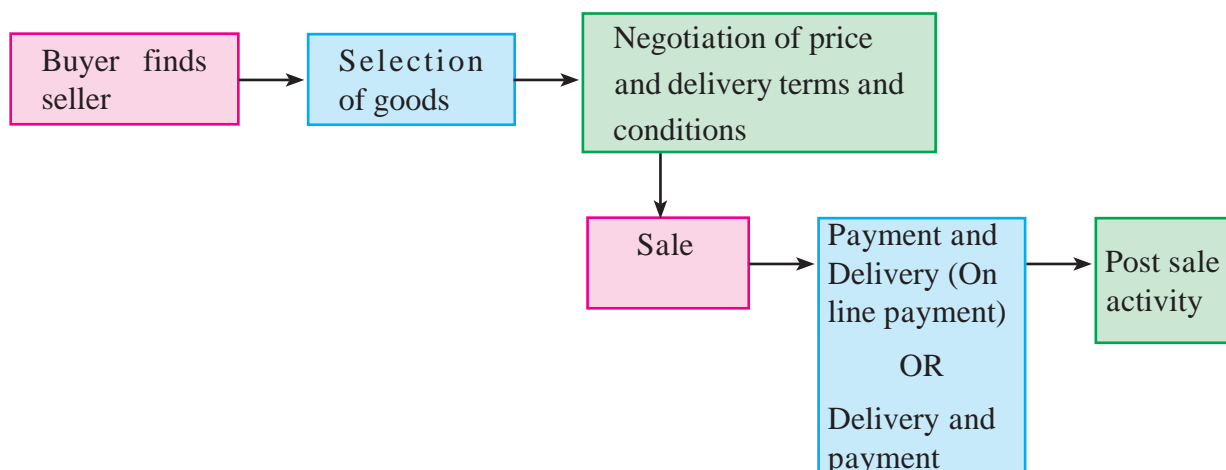 Buyer finds
seller
Selection
of goods
Negotiation of price
and delivery terms and
conditions
Sale
Payment and
Delivery (On
line payment)
OR
Delivery and
payment
Post sale
activity